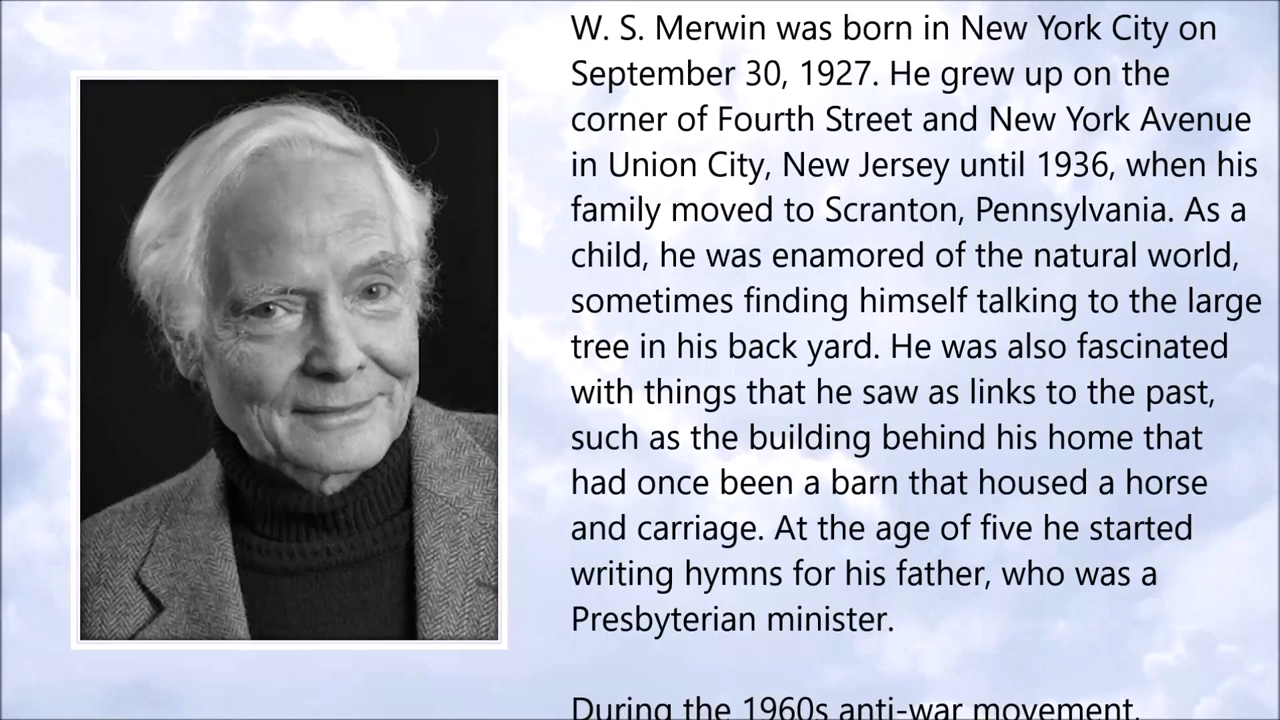 W. S. Merwin was born in New York City on
September 30, 1927. He grew up on the
corner of Fourth Street and New York Avenue
in Union City, New Jersey until 1936, when his
family moved to Scranton, Pennsylvania. As a
child, he was enamored of the natural world,
sometimes finding himself talking to the large
tree in his back yard. He was also fascinated
with things that he saw as links to the past,
such as the building behind his home that
had once been a barn that housed a horse
and carriage. At the age of five he started
writing hymns for his father, who was a
Presbyterian minister.
During the 1960s anti-war movement,